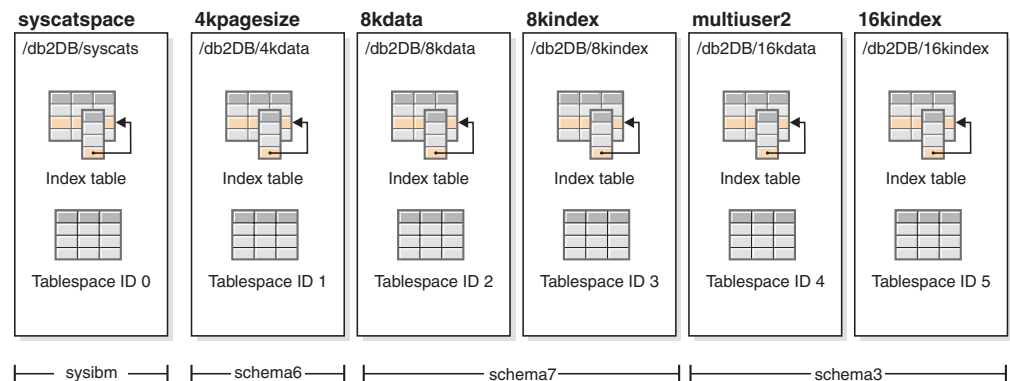 syscatspace
4kpagesize
8kdata
8kindex
multiuser2
16kindex
/db2DB/syscats
/db2DB/4kdata
/db2DB/8kdata
/db2DB/8kindex
/db2DB/16kdata
/db2DB/16kindex
Index table
Index table
Index table
Index table
Index table
Index table
Tablespace ID 0
Tablespace ID 1
Tablespace ID 2
Tablespace ID 3
Tablespace ID 4
Tablespace ID 5
sysibm
schema6
schema7
schema3